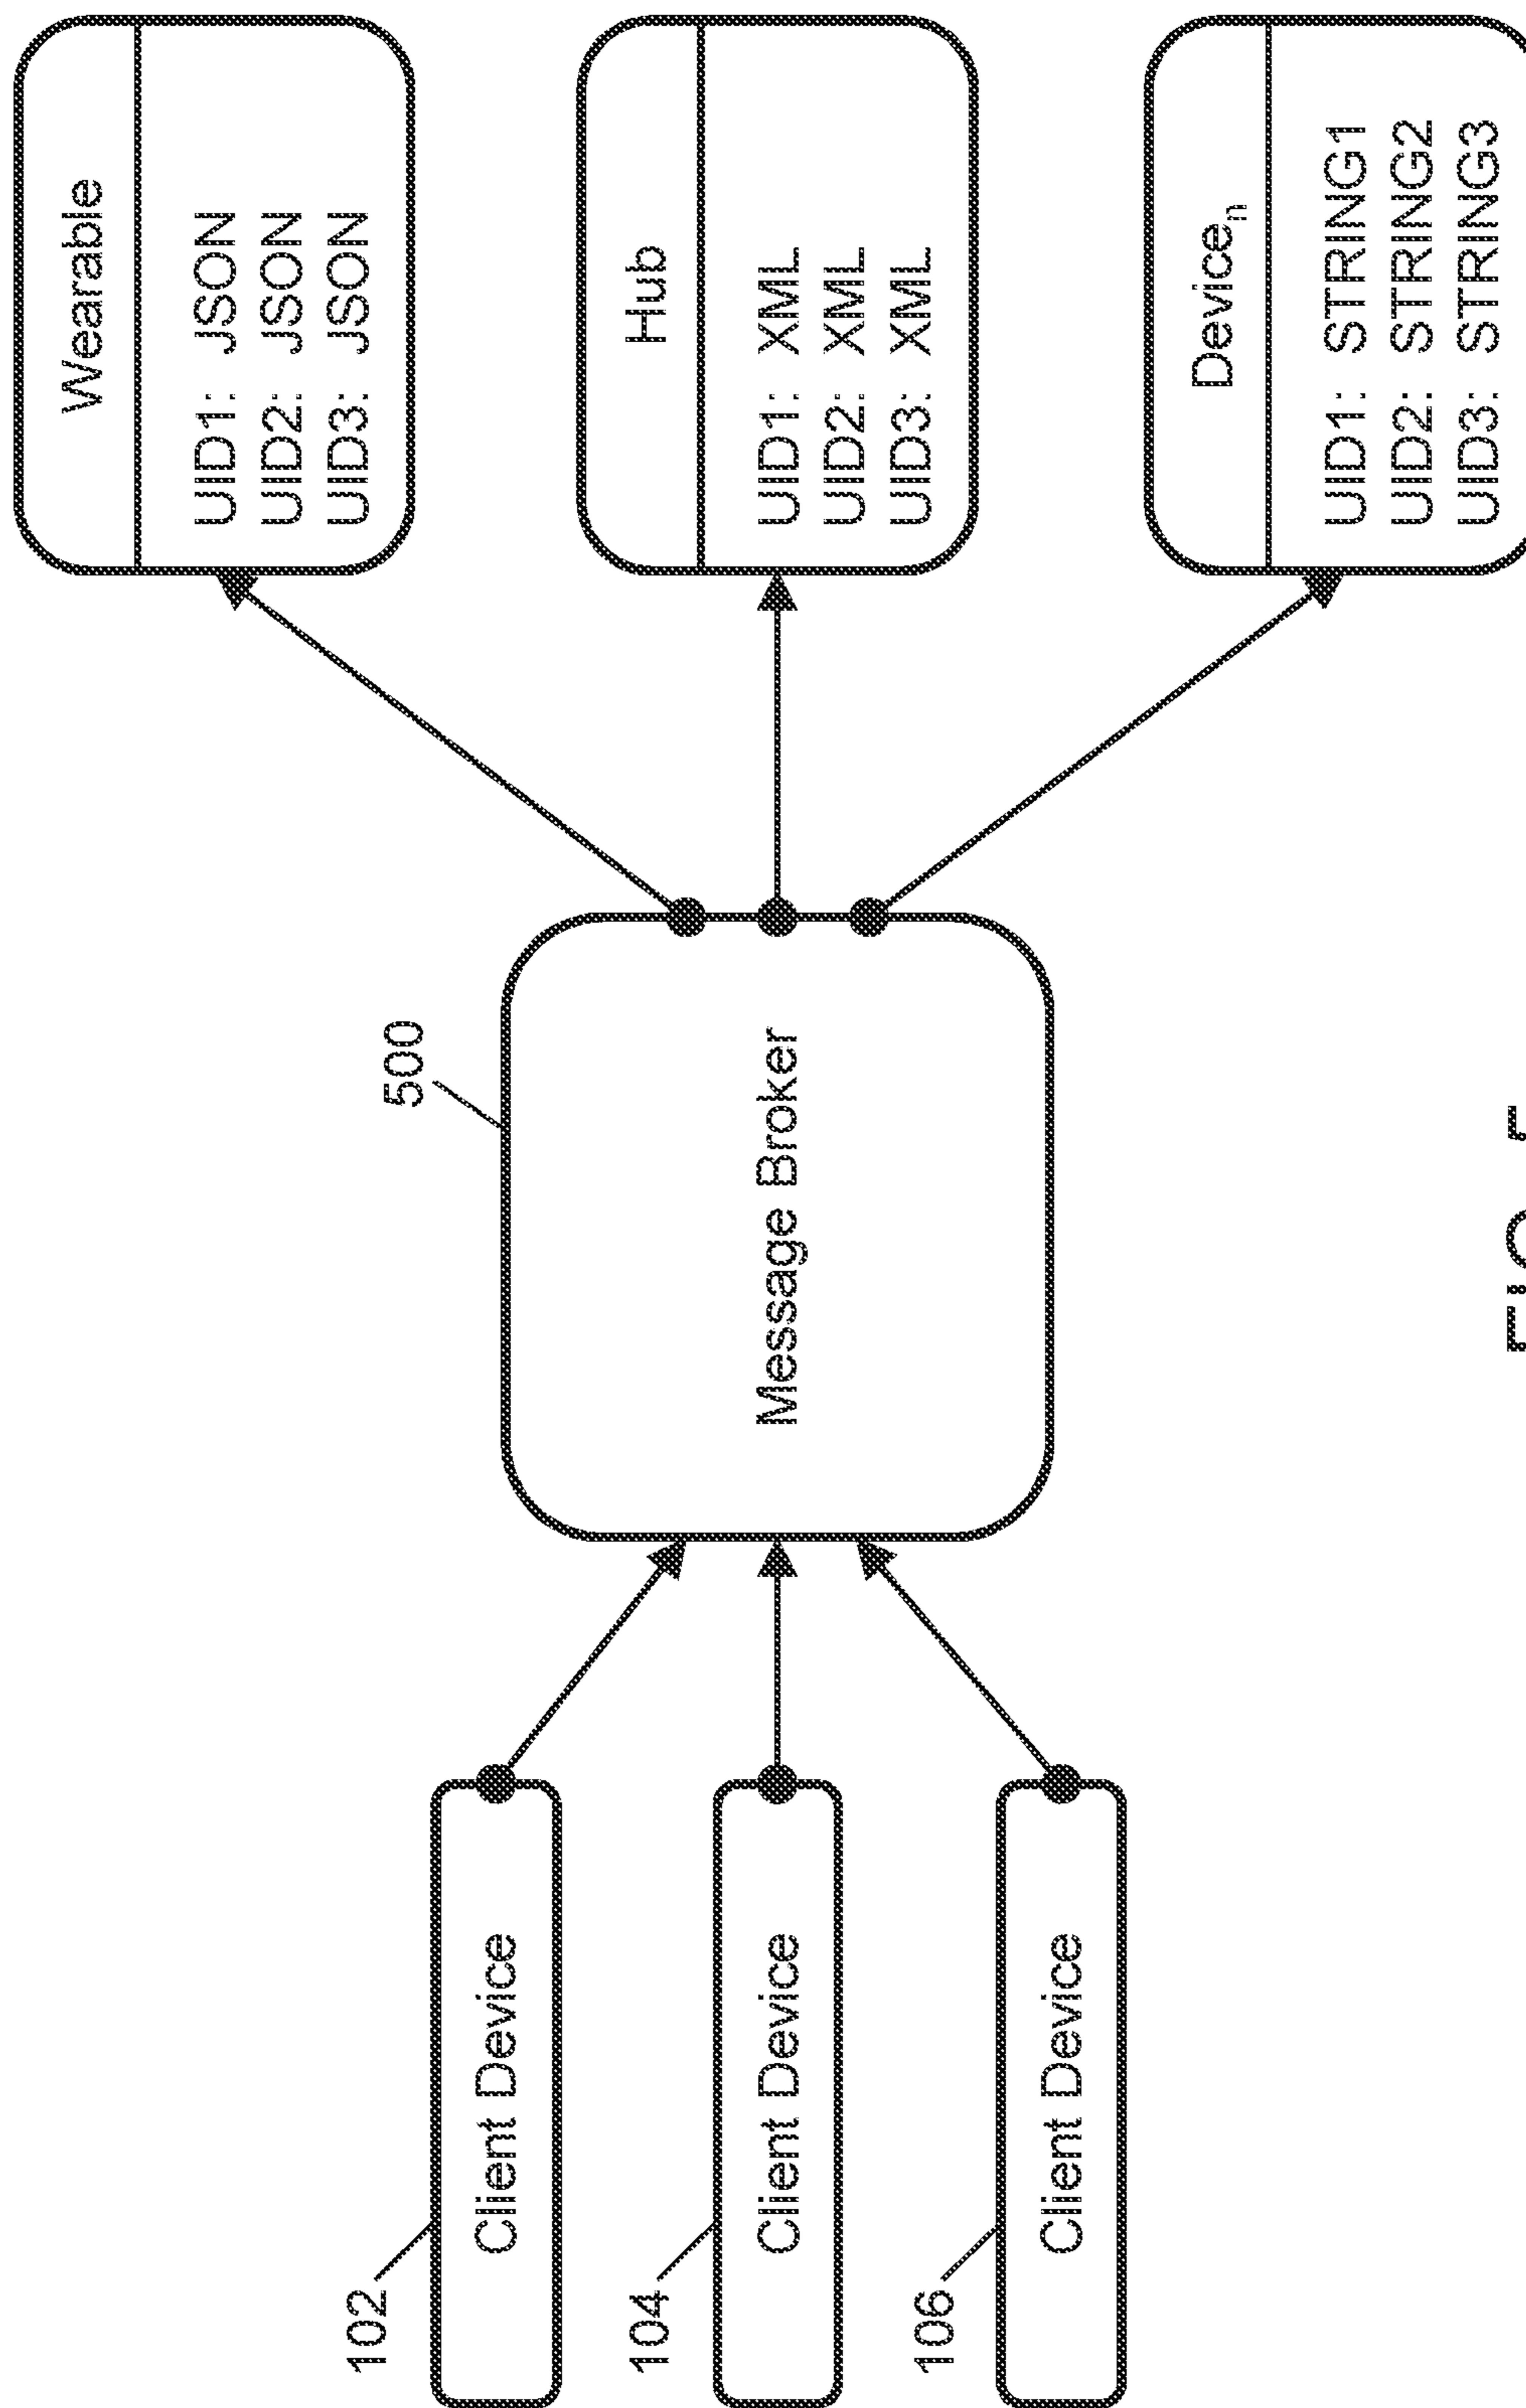 102
Client Device
104
Client Device
106
Client Device
500
Message Broker
Wearable
UID1: JSON
UID2: JSON
UID3: JSON
Hub
UID1: XML
UID2: XML
UID3: XML
Device n
UID1: STRING1
UID2: STRING2
UID3: STRING3